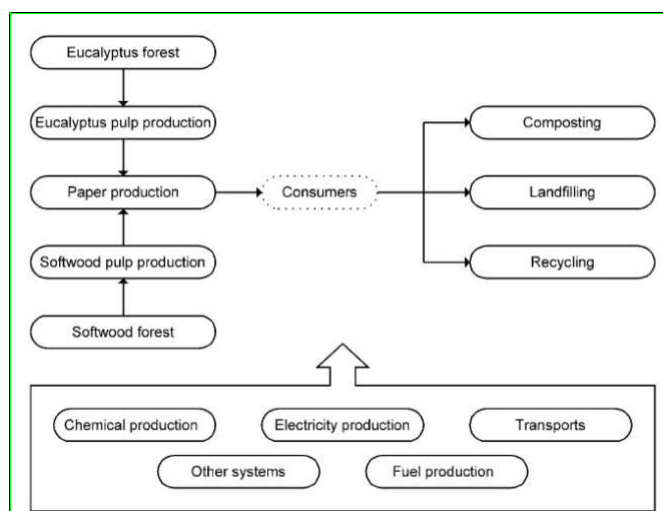 Eucalyptus forest
Eucalyptus pulp production
Composting
Paper production
Consumers
Landfilling
Softwood pulp production
Recycling
Softwood forest
Chemical production
Electricity production
Transports
Other systems
Fuel production